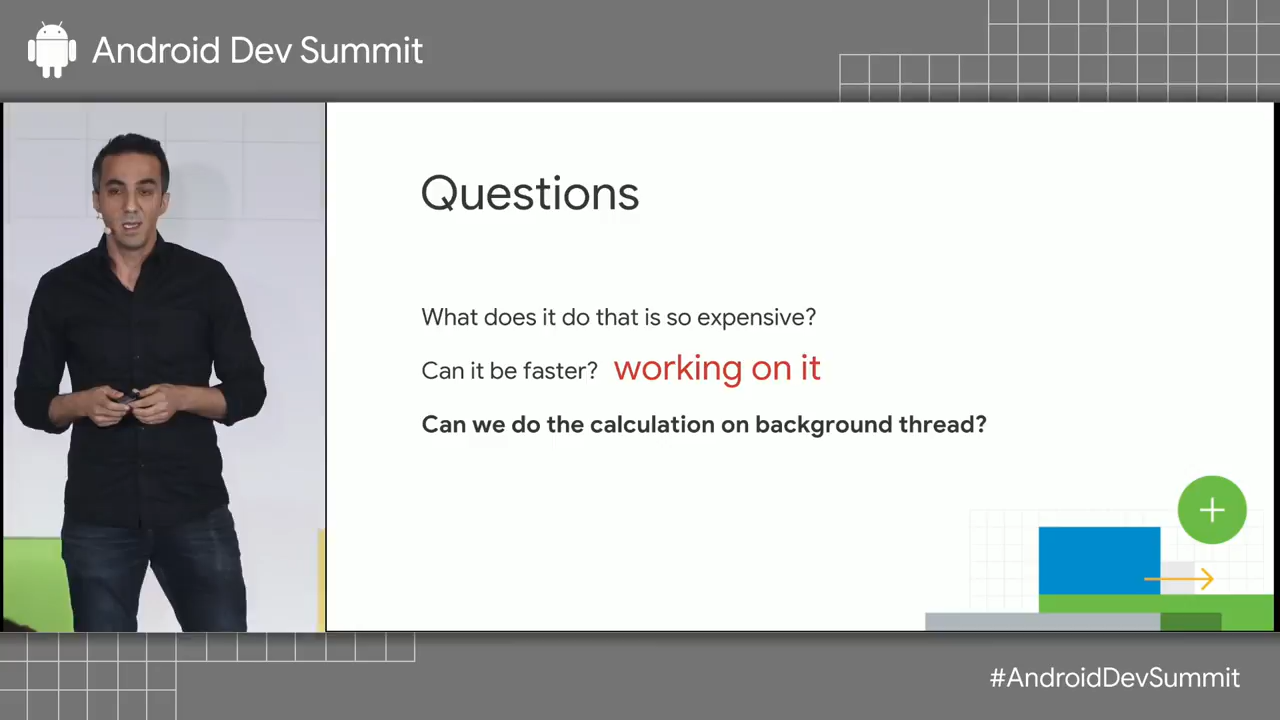 Android Dev Summit
Questions
What does it do that is so expensive?
Can it be faster? working on it
Can we do the calculation on background thread?
#AndroidDevSummit